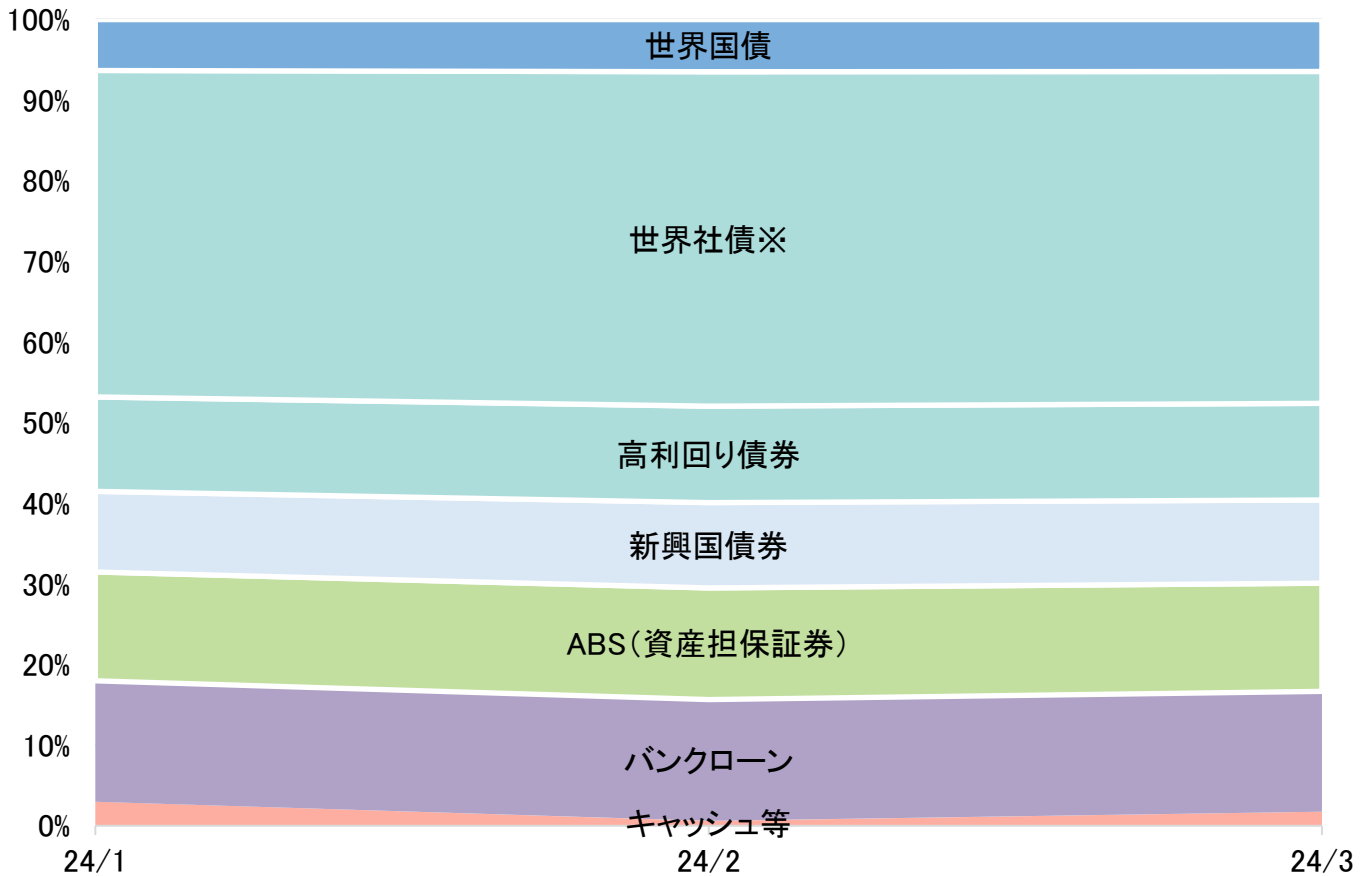 100%
90%
80%
70%
60%
50%
40%
30%
20%
10%
0%
世界国債
世界社債※
高利回り債券
新興国債券
ABS(資産担保証券)
バンクローン
キャッシュ等
24/1
24/2
24/3